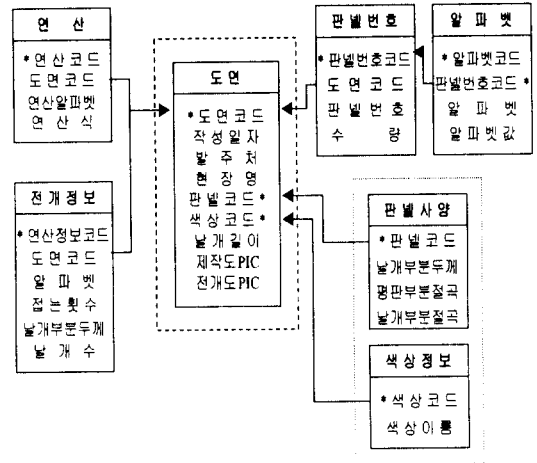 연 산
*연산코드
도면코드
연산알파벳
연 산 식
전개정보
*연산정보코드
도면코드
알 파 벳
접는횟수
날개부분두께
날 개 수
도 면
*도면코드
작성일자
발 주 처
현 장 명
판넬코드*
색상코드*
날개길이
제작도PIC
전개도PIC
판넬번호
*판넬번호코드
도 면 코 드
판 넬 번 호
수 량
알파벳
*알파벳코드
판넬번호코드*
알 파 벳
알파벳값
판넬사양
*판넬코드
날개부분두께
평판부분절곡
날개부분절곡
색상정보
*색상코드
색상이름